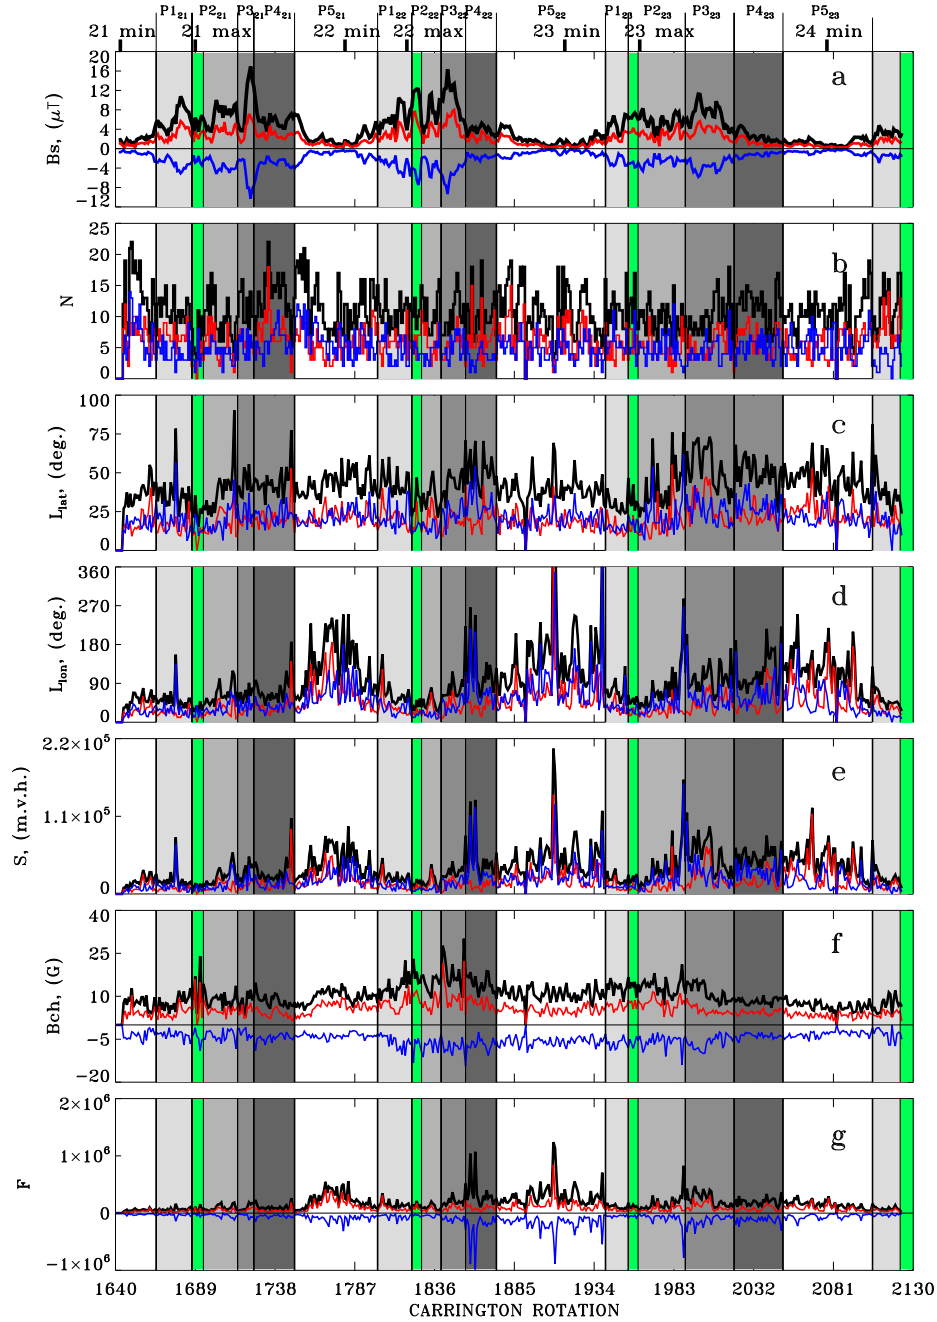 P1₂₁ P2₂₁ P3₂₁ P4₂₁ P5₂₁ P1₂₂ P2₂₂ P3₂₂ P4₂₂ P5₂₂ P1₂₃ P2₂₃ P3₂₃ P4₂₃ P5₂₃
21 min 21 max 22 min 22 max 23 min 23 max 24 min
a
Bs, (μT)
20
16
12
8
4
0
−4
−8
−12
b
N
25
20
15
10
5
0
c
L_lat, (deg.)
100
75
50
25
0
d
L_lon, (deg.)
360
270
180
90
0
e
S, (m.v.h.)
2.2×10⁵
1.1×10⁵
0
f
Bch, (G)
40
25
10
−5
−20
g
F
2×10⁶
1×10⁶
0
−1×10⁶
1640 1689 1738 1787 1836 1885 1934 1983 2032 2081 2130
CARRINGTON ROTATION